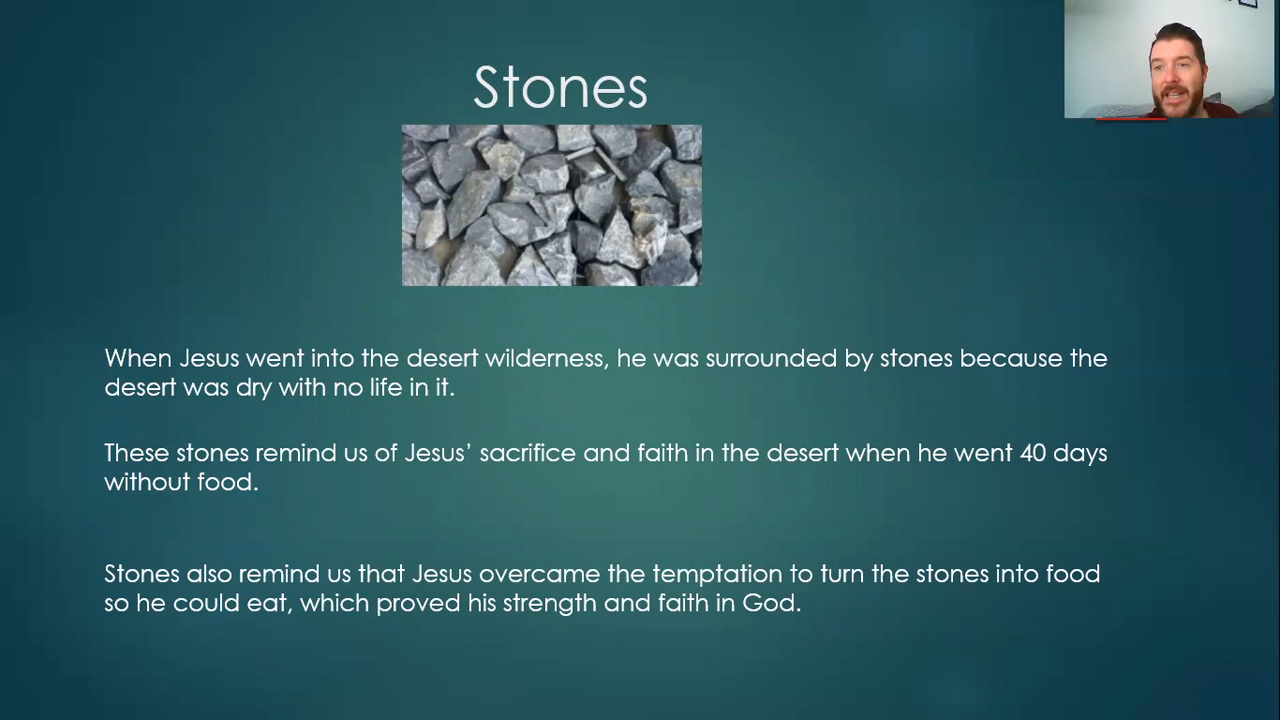 Stones
When Jesus went into the desert wilderness, he was surrounded by stones because the
desert was dry with no life in it.
These stones remind us of Jesus’ sacrifice and faith in the desert when he went 40 days
without food.
Stones also remind us that Jesus overcame the temptation to turn the stones into food
so he could eat, which proved his strength and faith in God.